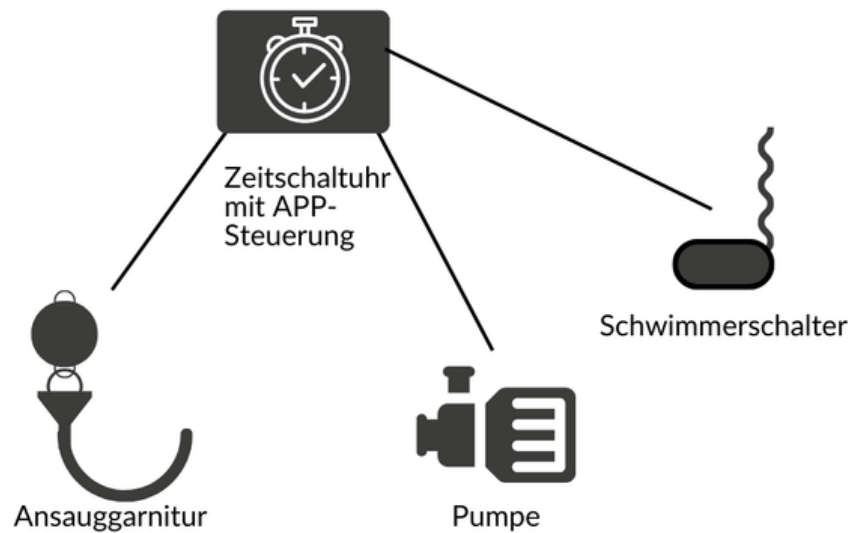 Zeitschaltuhr
mit APP-
Steuerung
Schwimmerschalter
Ansauggarnitur
Pumpe